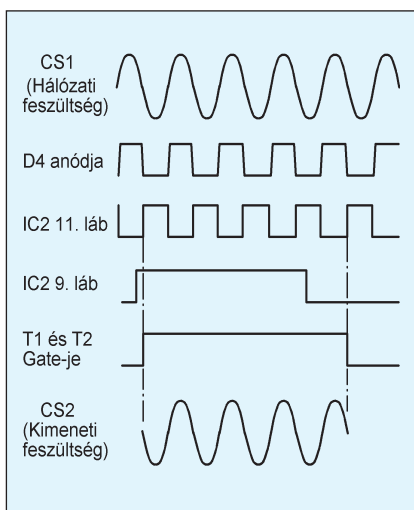 CS1
(Hálózati
feszültség)
D4 anódja
IC2 11. láb
IC2 9. láb
T1 és T2
Gate-je
CS2
(Kimeneti
feszültség)